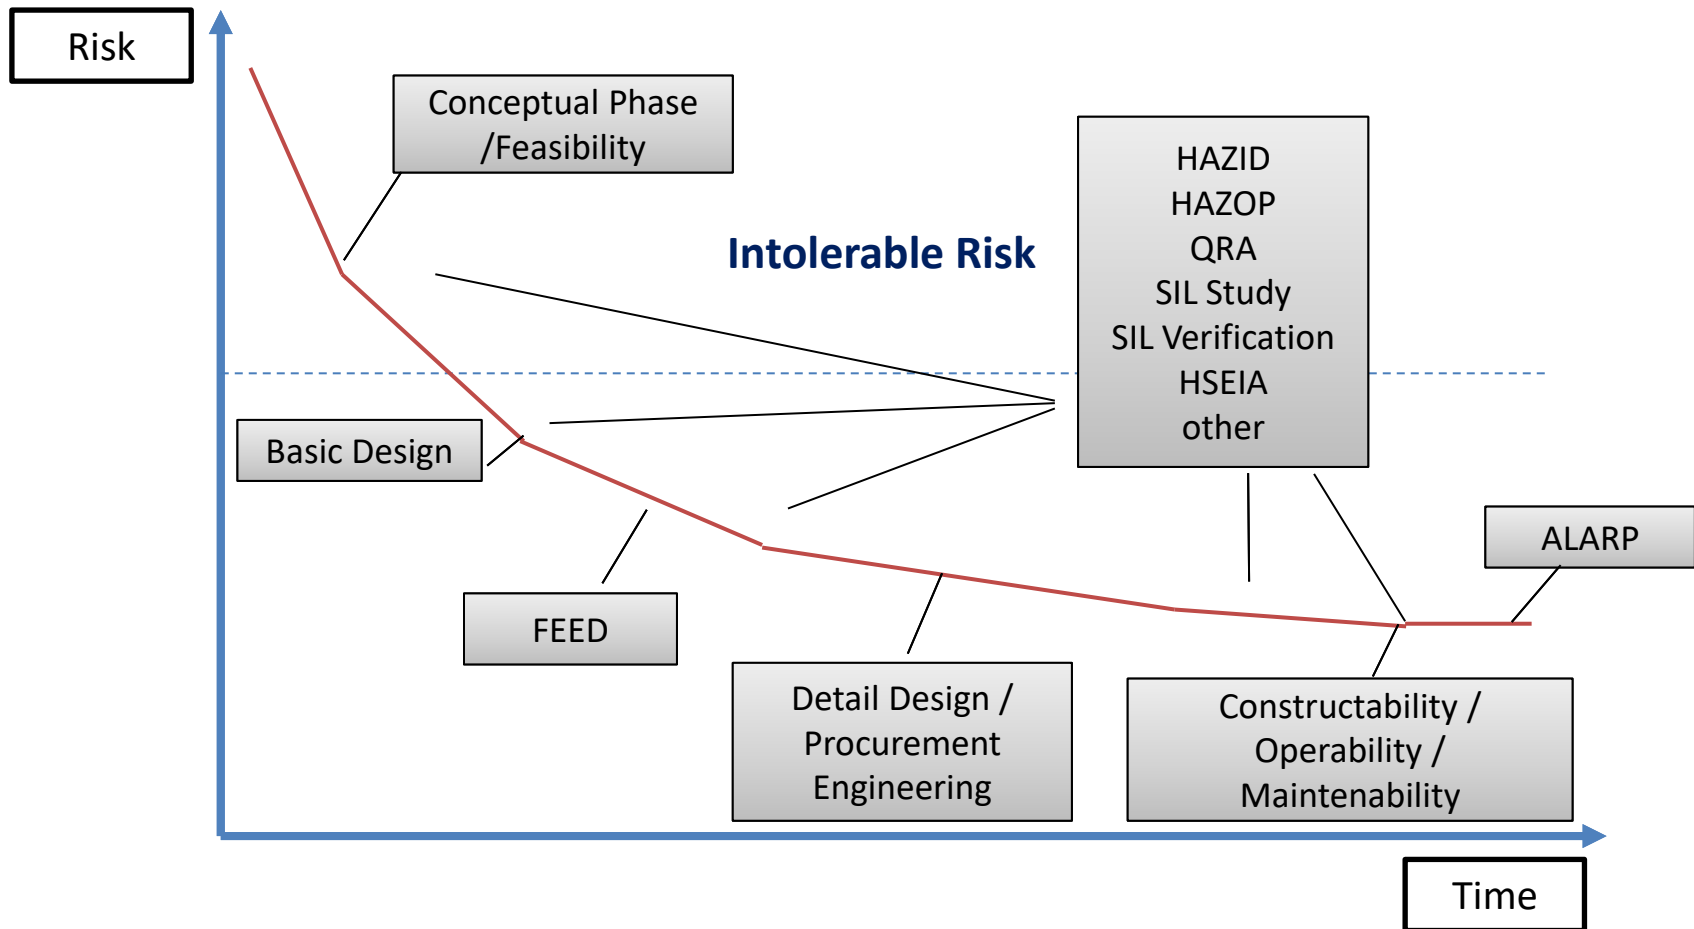 Risk
Conceptual Phase
/Feasibility
HAZID
HAZOP
QRA
SIL Study
SIL Verification
HSEIA
other
Intolerable Risk
Basic Design
ALARP
FEED
Detail Design /
Procurement
Engineering
Constructability /
Operability /
Maintenability
Time